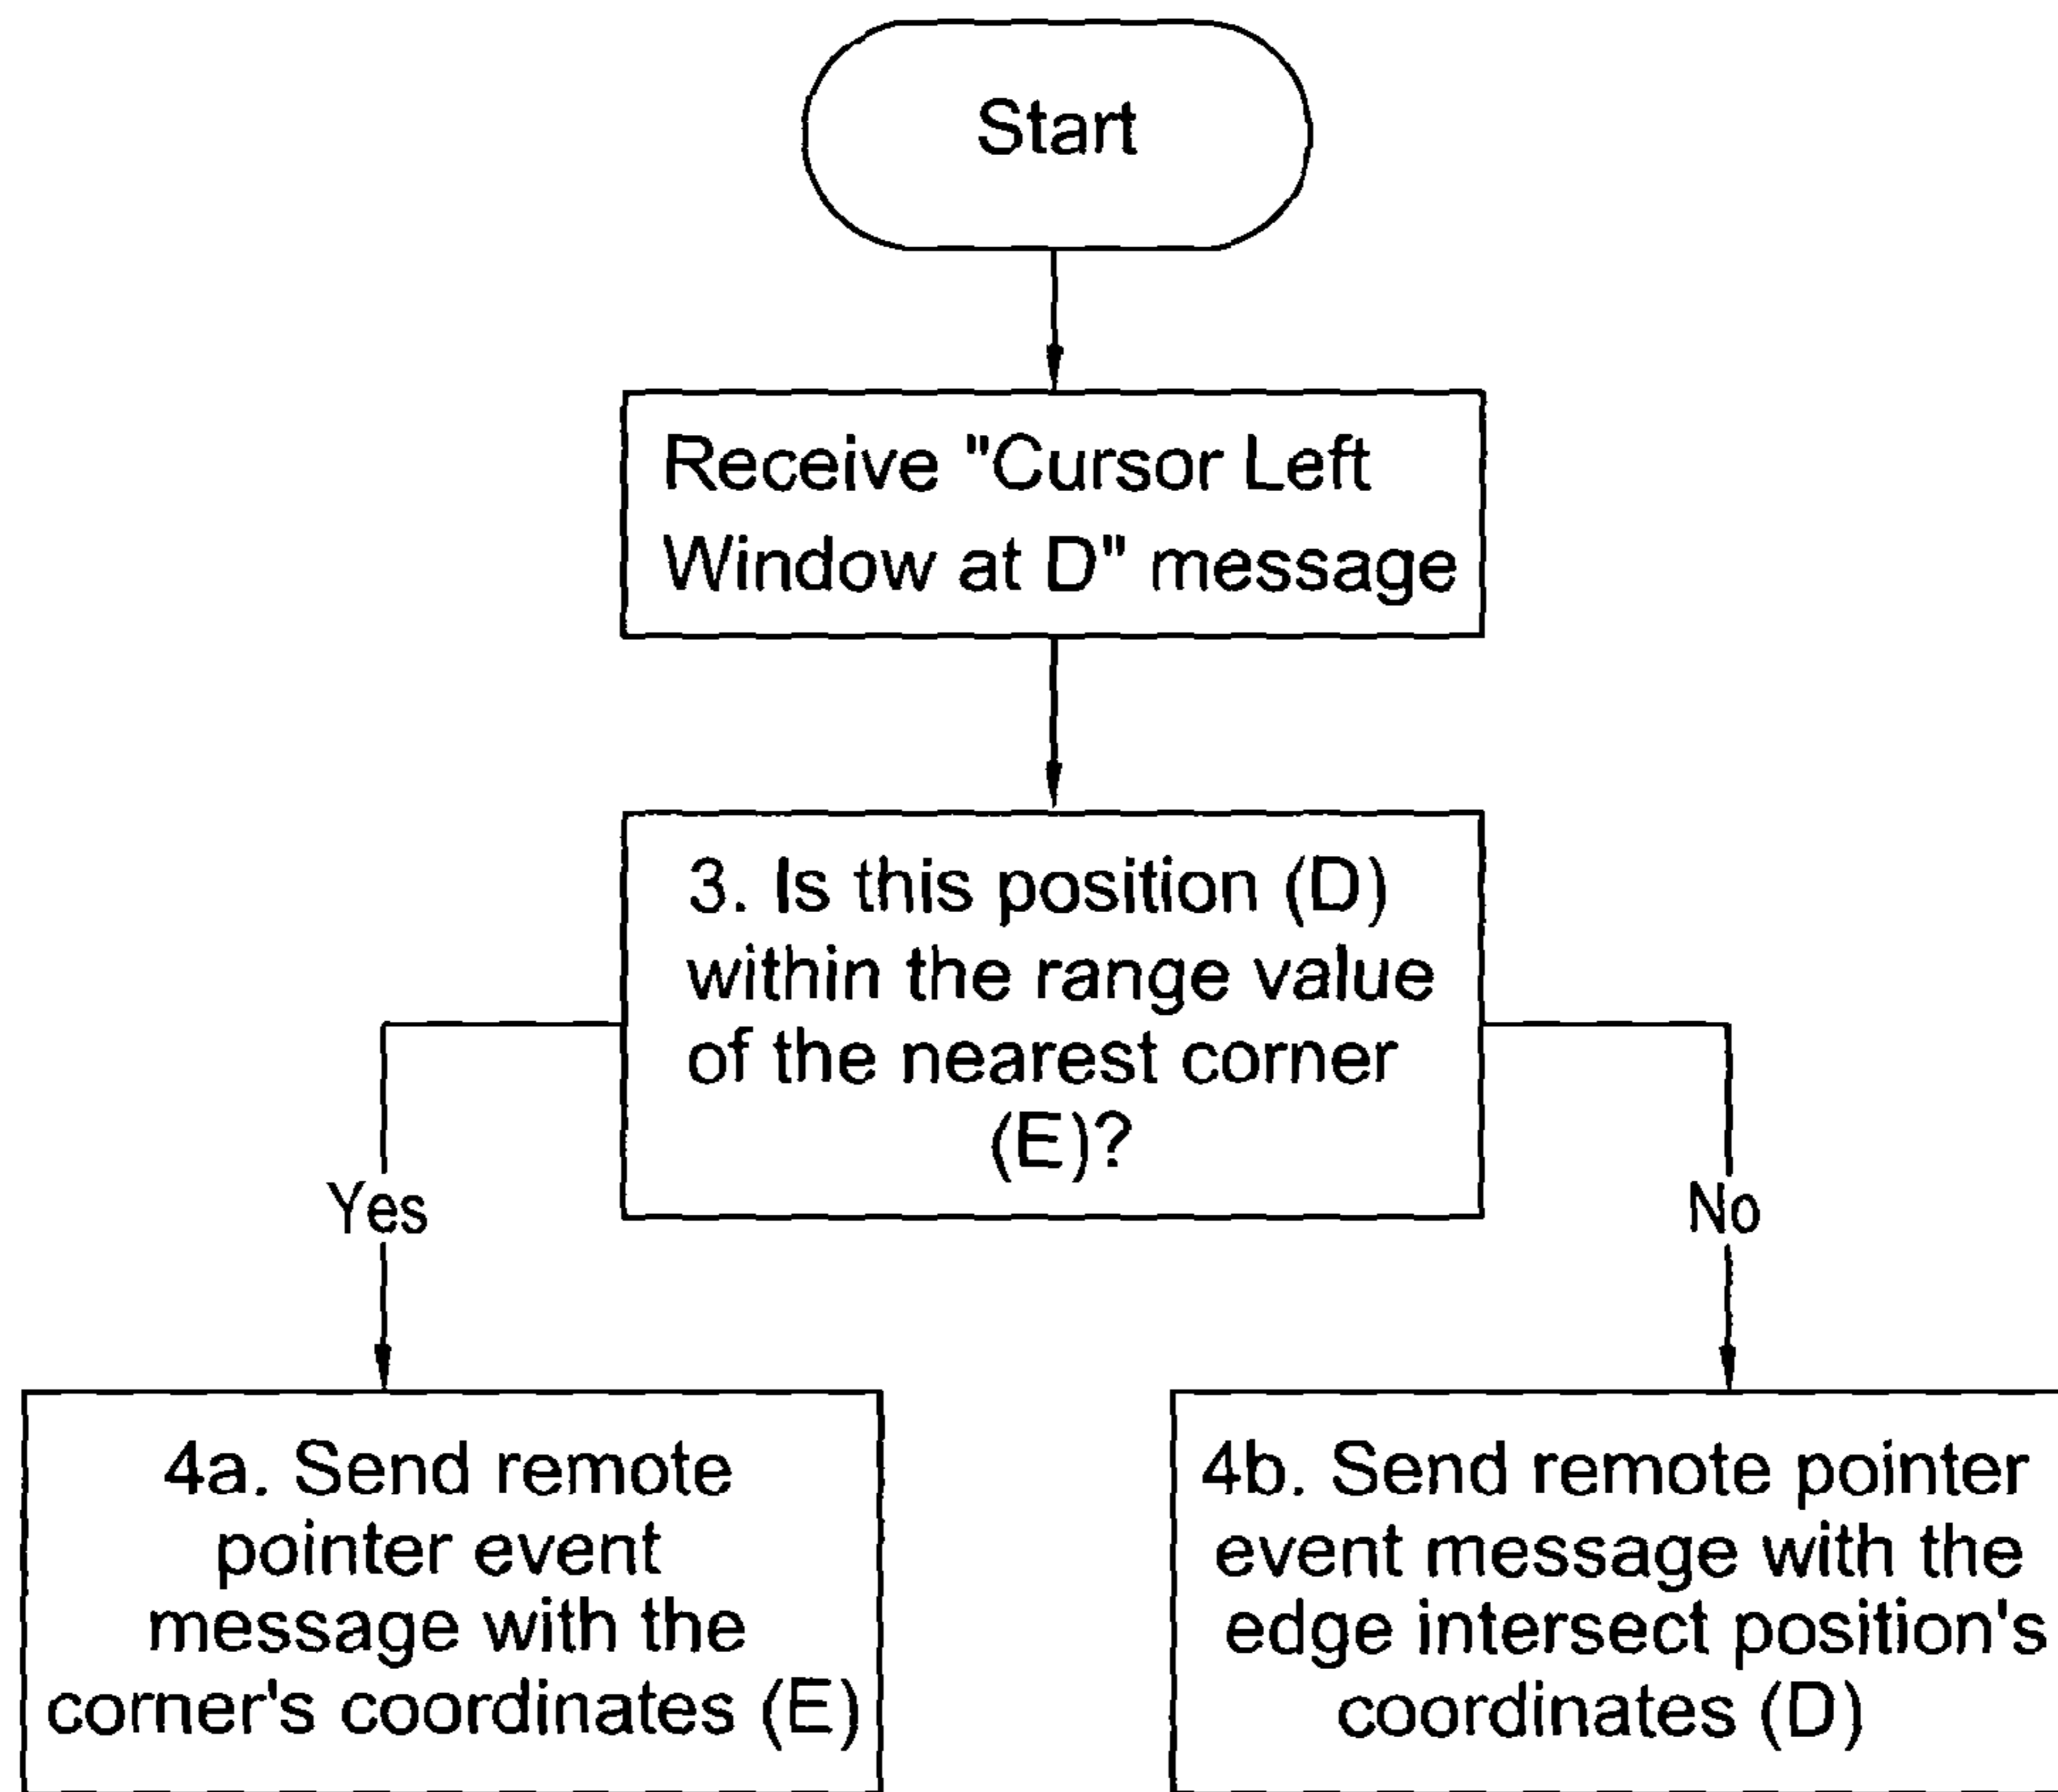 Start
Receive "Cursor Left
Window at D" message
3. Is this position (D)
within the range value
of the nearest corner
(E)?
Yes
No
4a. Send remote
pointer event
message with the
corner's coordinates (E)
4b. Send remote pointer
event message with the
edge intersect position's
coordinates (D)